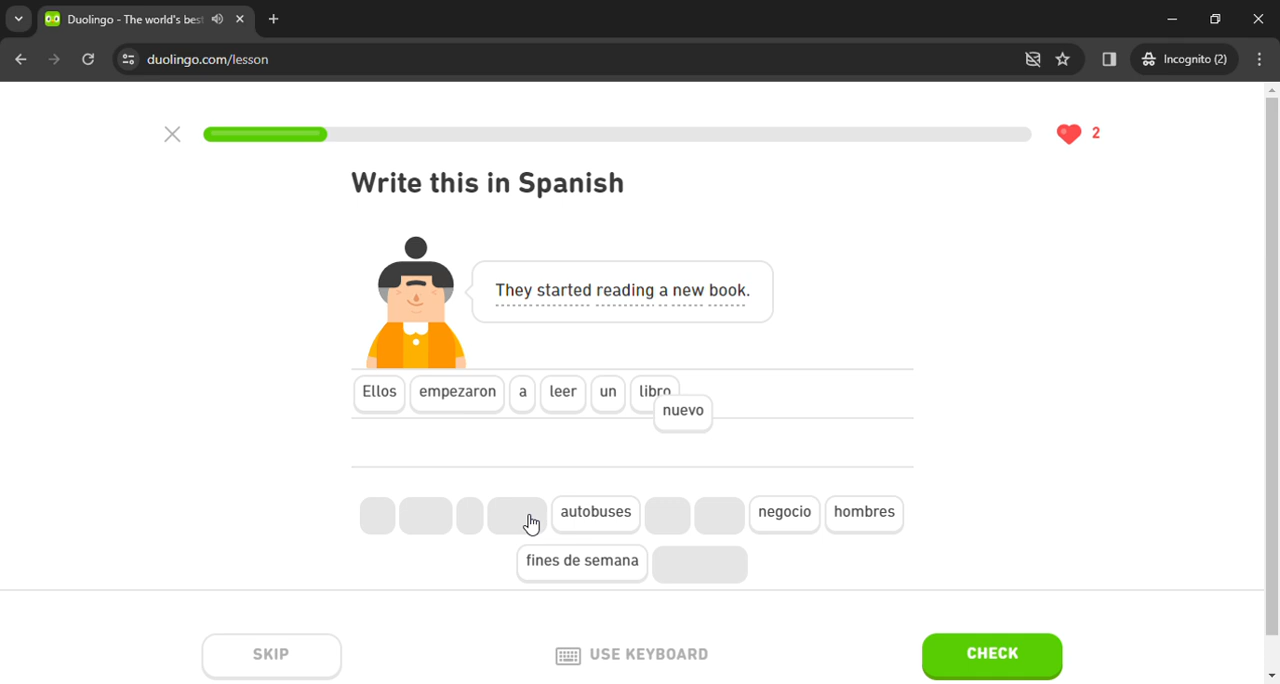 Duolingo - The world's bes
duolingo.com/lesson
Incognito (2)
2
Write this in Spanish
They started reading a new book.
Ellos empezaron a leer un libro
nuevo
autobuses negocio hombres
fines de semana
SKIP
USE KEYBOARD
CHECK